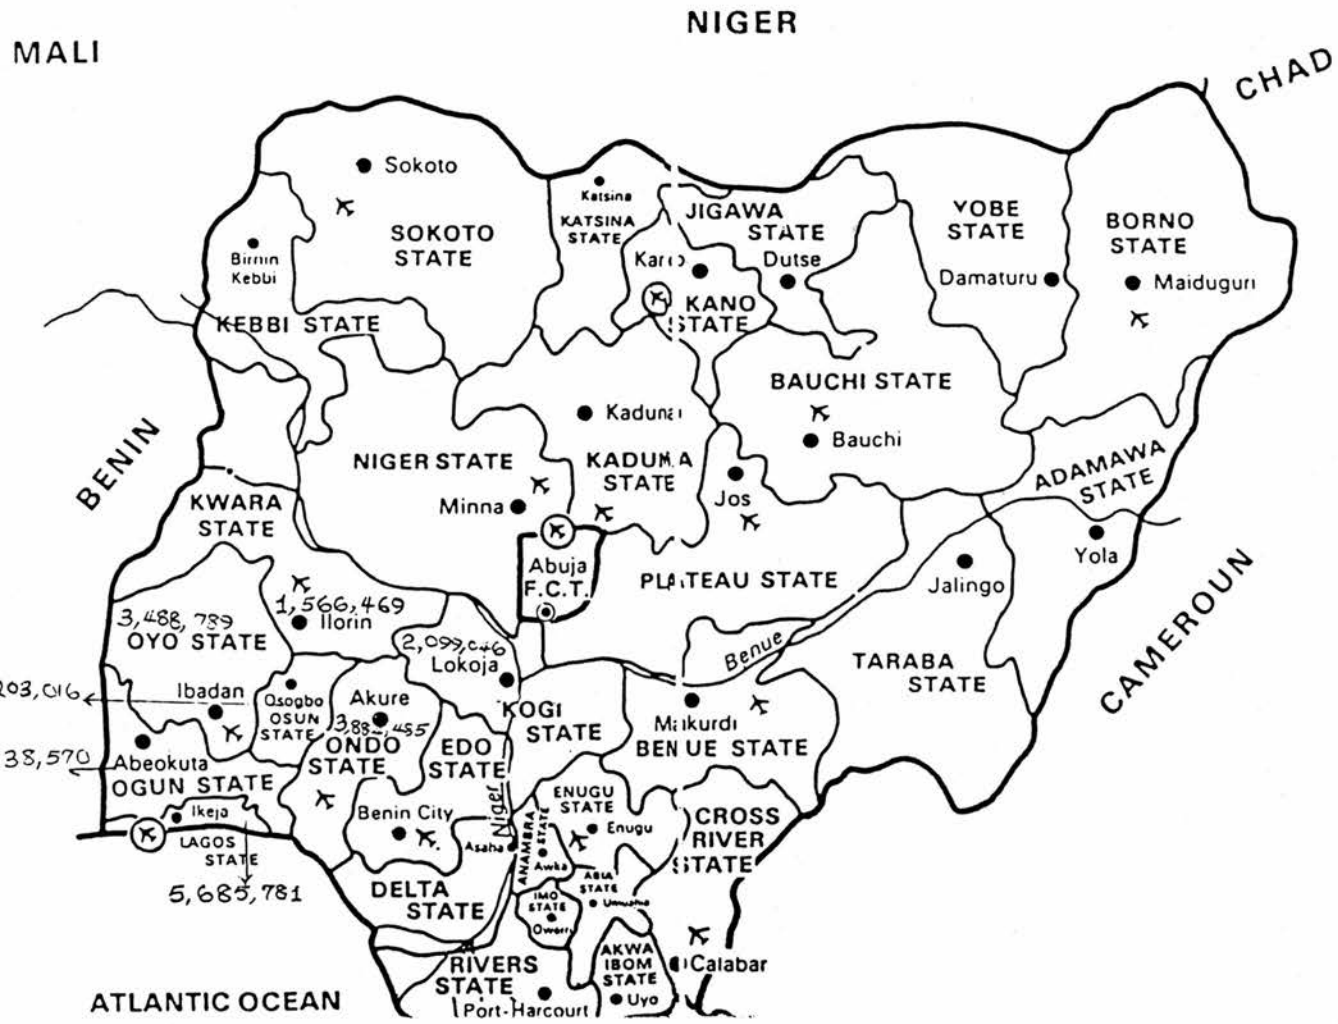 NIGER
MALI
CHAD
Sokoto
Katsina
KATSINA
STATE
JIGAWA
STATE
YOBE
STATE
BORNO
STATE
SOKOTO
STATE
Birnin
Kebbi
Kano
Dutse
Damaturu
Maiduguri
KANO
STATE
KEBBI STATE
BAUCHI STATE
Kaduna
Bauchi
BENIN
NIGER STATE
KADUNA
STATE
ADAMAWA
STATE
Jos
Minna
KWARA
STATE
Yola
Abuja
F.C.T.
PLATEAU STATE
Jalingo
CAMEROUN
1,566,469
Ilorin
3,488,789
OYO STATE
2,099,046
Lokoja
Benue
TARABA
STATE
203,016
Ibadan
Osogbo
OSUN
STATE
Akure
KOGI
STATE
Makurdi
BENUE STATE
ONDO
STATE
EDO
STATE
38,570
Abeokuta
OGUN STATE
Niger
ENUGU
STATE
Enugu
CROSS
RIVER
STATE
Ikeja
Benin City
LAGOS
STATE
Asaba
ANAMBRA
STATE
Awka
ABIA
STATE
Umuahia
5,685,781
DELTA
STATE
IMO
STATE
Owerri
RIVERS
STATE
AKWA
IBOM
STATE
Calabar
Uyo
Port-Harcourt
ATLANTIC OCEAN